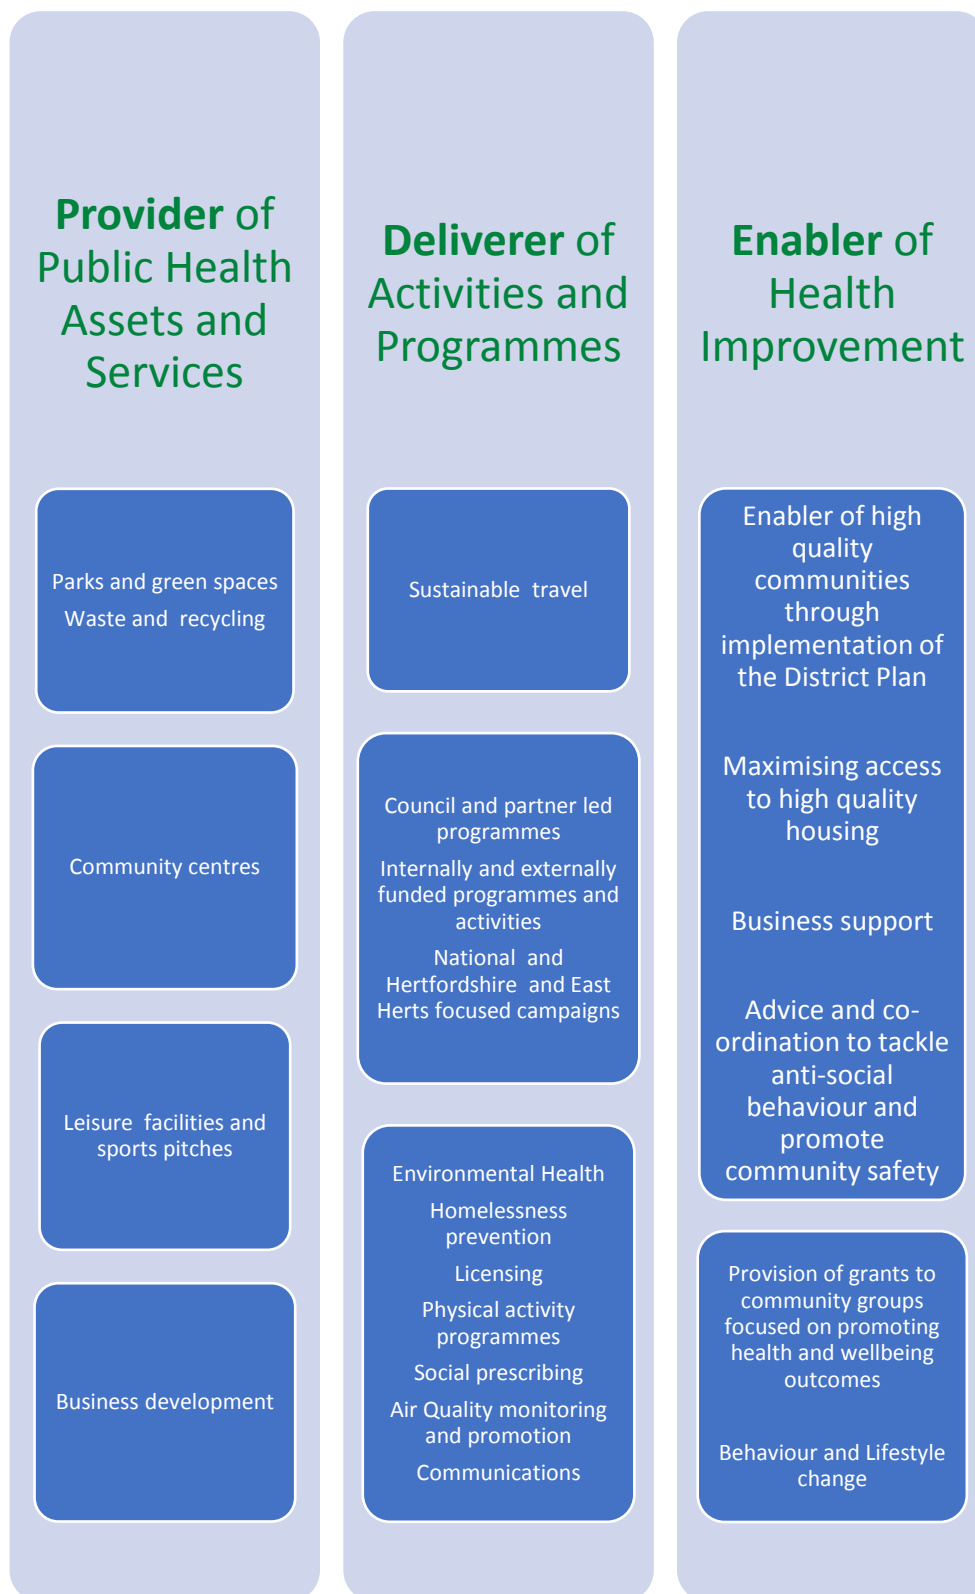 Provider of
Public Health
Assets and
Services
Parks and green spaces
Waste and recycling
Community centres
Leisure facilities and
sports pitches
Business development
Deliverer of
Activities and
Programmes
Sustainable travel
Council and partner led
programmes
Internally and externally
funded programmes and
activities
National and
Hertfordshire and East
Herts focused campaigns
Environmental Health
Homelessness
prevention
Licensing
Physical activity
programmes
Social prescribing
Air Quality monitoring
and promotion
Communications
Enabler of
Health
Improvement
Enabler of high
quality
communities
through
implementation of
the District Plan
Maximising access
to high quality
housing
Business support
Advice and co-
ordination to tackle
anti-social
behaviour and
promote
community safety
Provision of grants to
community groups
focused on promoting
health and wellbeing
outcomes
Behaviour and Lifestyle
change